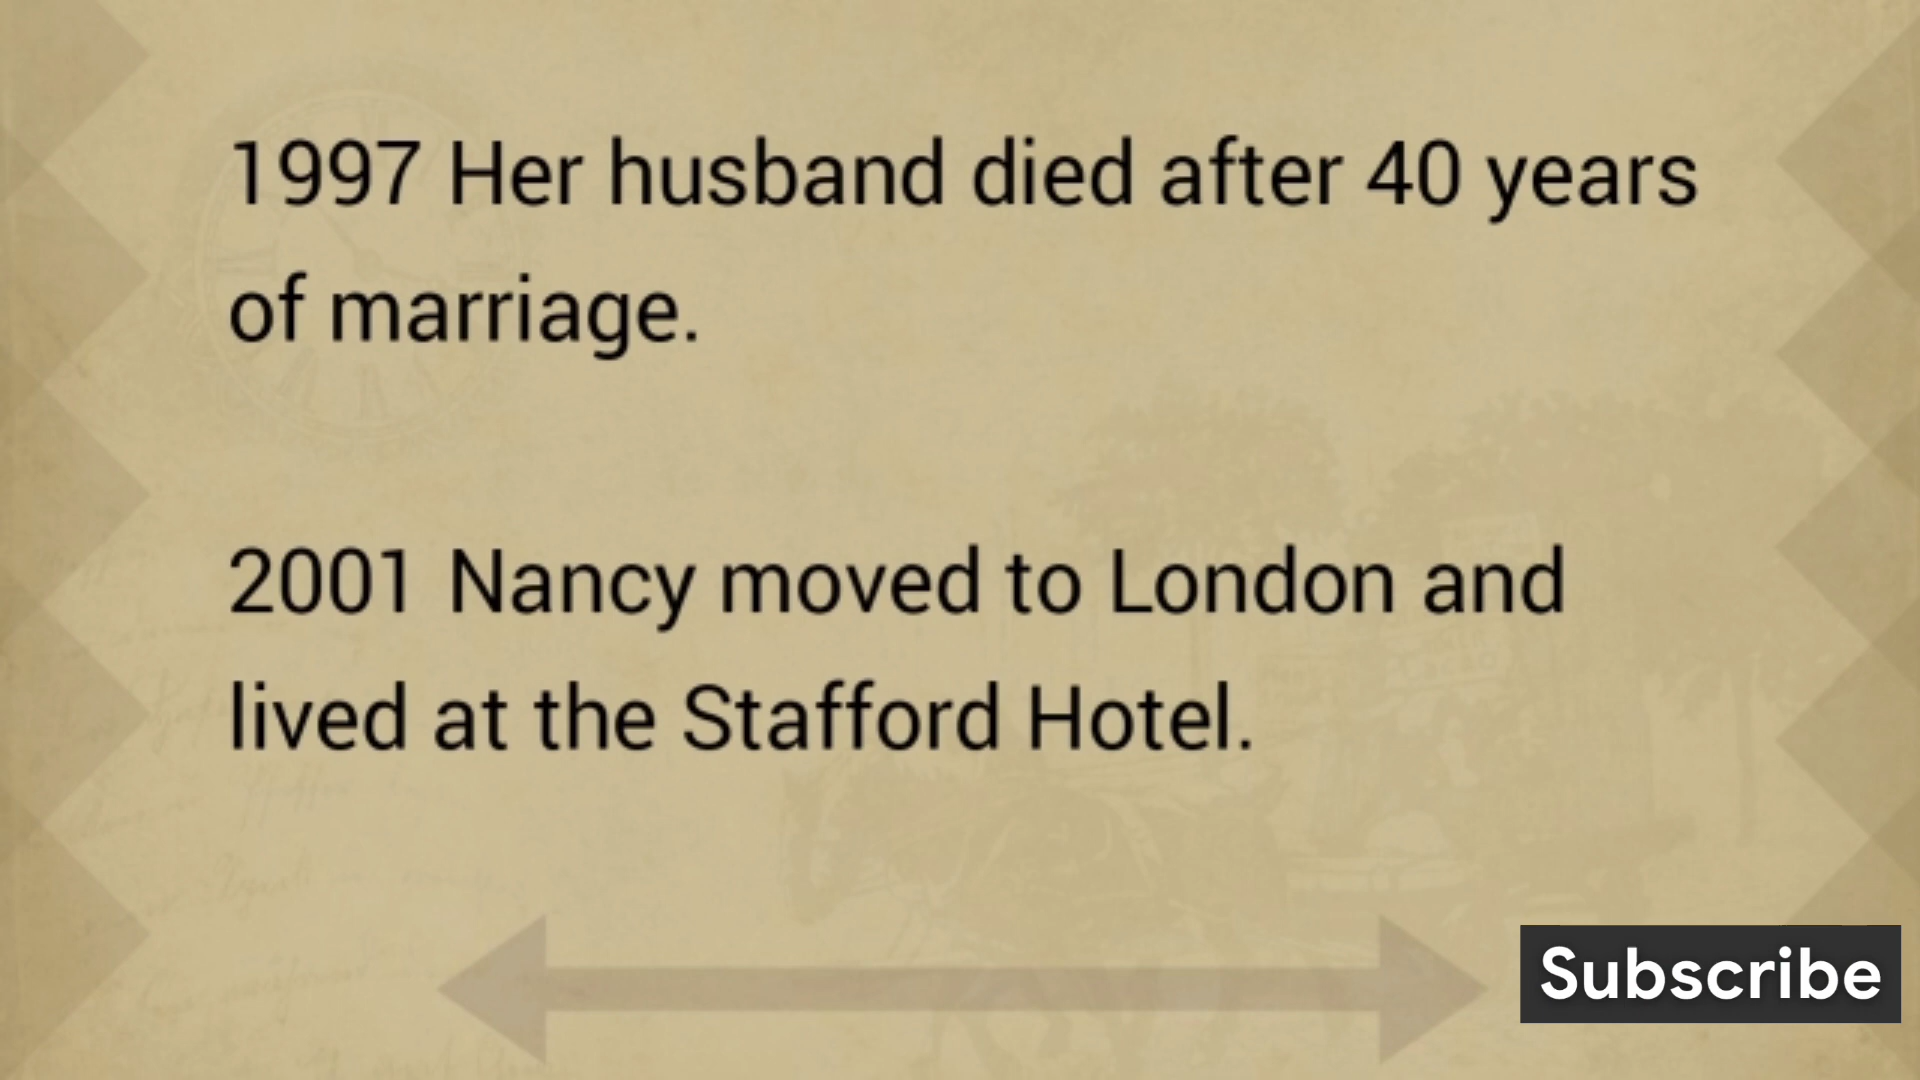 1997 Her husband died after 40 years
of marriage.
2001 Nancy moved to London and
lived at the Stafford Hotel.
Subscribe